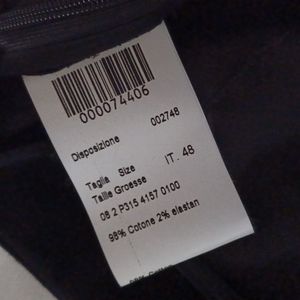 000074406
Disposizione 002748
Taglia Size
Taille Groesse IT. 48
08 2 P315 4157 0100
98% Cotone 2% elastan